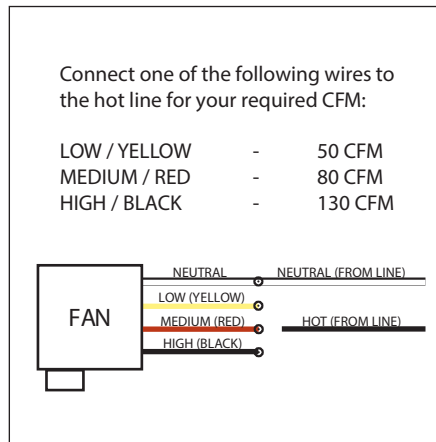 Connect one of the following wires to
the hot line for your required CFM:
LOW / YELLOW - 50 CFM
MEDIUM / RED - 80 CFM
HIGH / BLACK - 130 CFM
NEUTRAL NEUTRAL (FROM LINE)
LOW (YELLOW)
FAN MEDIUM (RED) HOT (FROM LINE)
HIGH (BLACK)